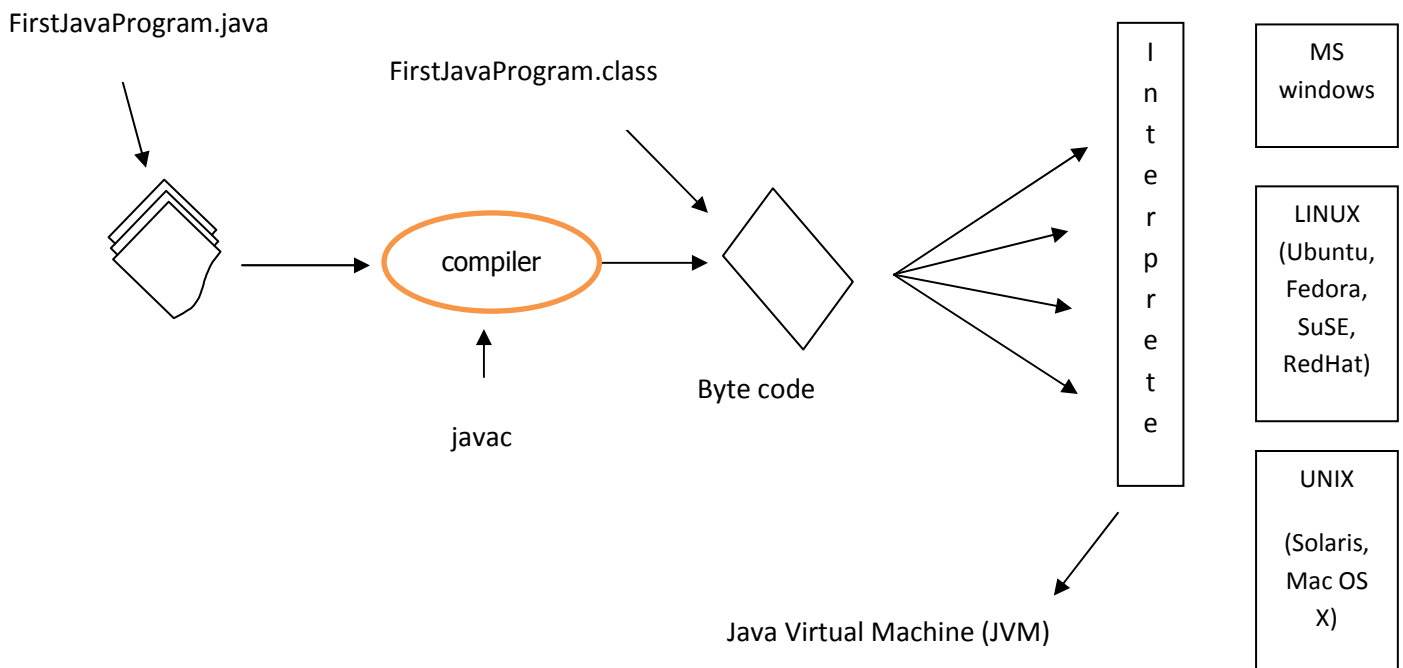 FirstJavaProgram.java
FirstJavaProgram.class
compiler
javac
Byte code
I
n
t
e
r
p
r
e
t
e
Java Virtual Machine (JVM)
MS
windows
LINUX
(Ubuntu,
Fedora,
SuSE,
RedHat)
UNIX
(Solaris,
Mac OS
X)